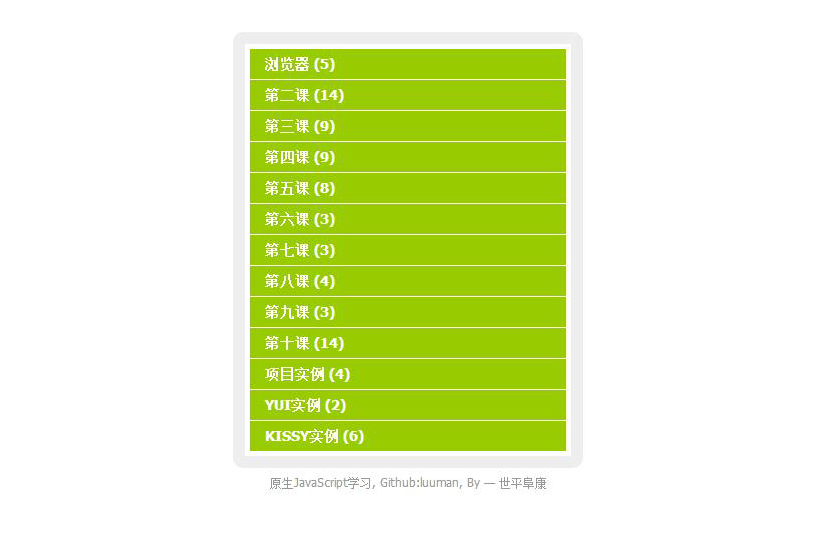 浏览器 (5)
第二课 (14)
第三课 (9)
第四课 (9)
第五课 (8)
第六课 (3)
第七课 (3)
第八课 (4)
第九课 (3)
第十课 (14)
项目实例 (4)
YUI实例 (2)
KISSY实例 (6)
原生JavaScript学习, Github:luuman, By — 世平阜康